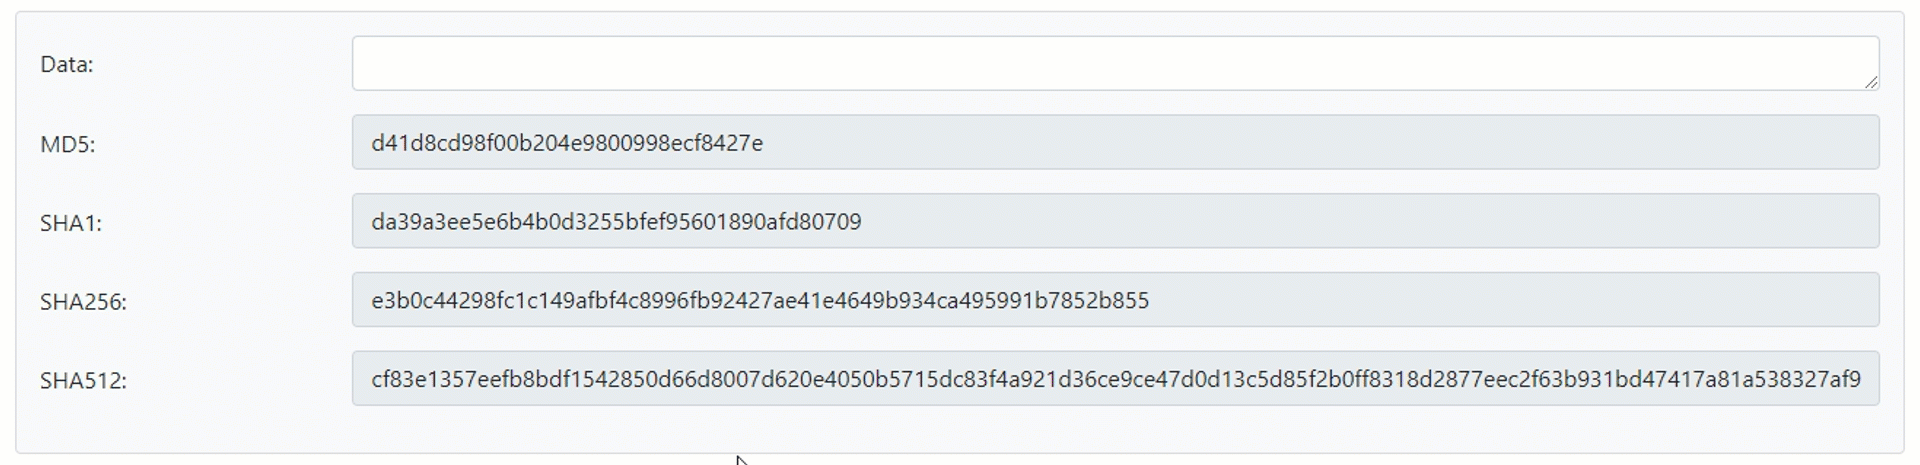 Data:
MD5: d41d8cd98f00b204e9800998ecf8427e
SHA1: da39a3ee5e6b4b0d3255bfef95601890afd80709
SHA256: e3b0c44298fc1c149afbf4c8996fb92427ae41e4649b934ca495991b7852b855
SHA512: cf83e1357eefb8bdf1542850d66d8007d620e4050b5715dc83f4a921d36ce9ce47d0d13c5d85f2b0ff8318d2877eec2f63b931bd47417a81a538327af9